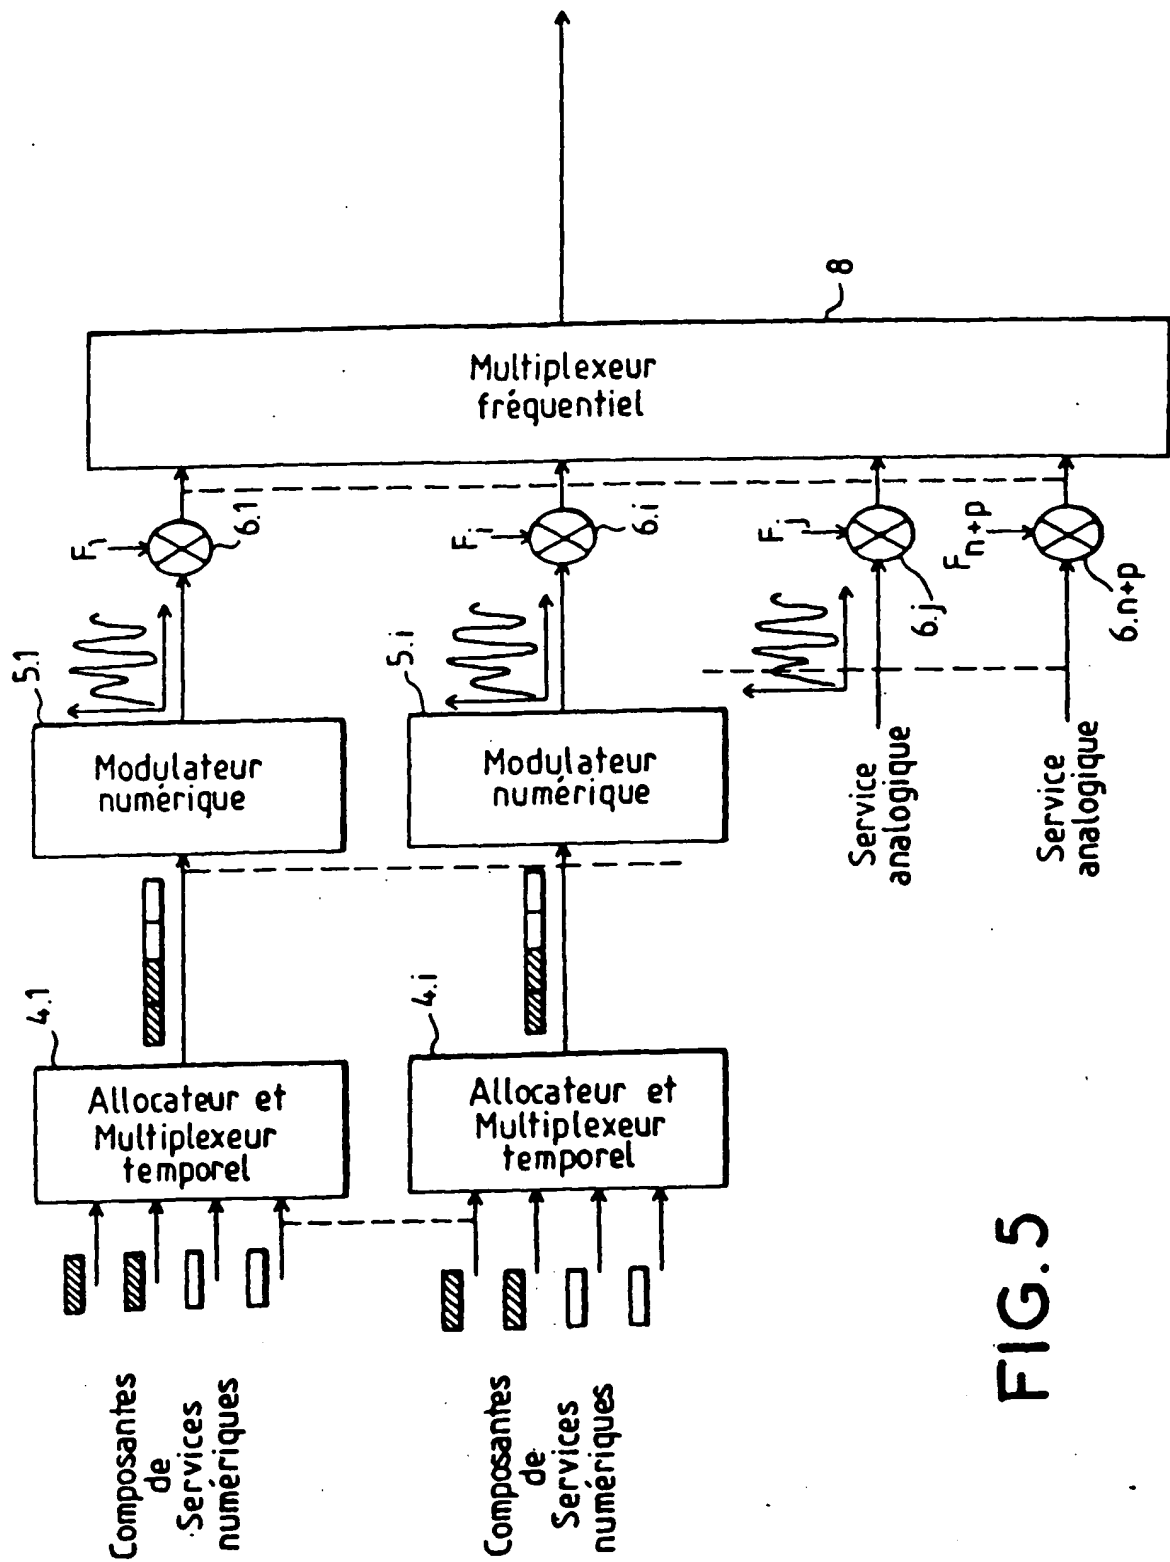 Composantes
de
Services
numériques
Allocateur et
Multiplexeur
temporel
4.1
Modulateur
numérique
5.1
F1
6.1
Composantes
de
Services
numériques
Allocateur et
Multiplexeur
temporel
4.i
Modulateur
numérique
5.i
Fi
6.i
Service
analogique
Fj
6.j
Service
analogique
Fn+p
6.n+p
Multiplexeur
fréquentiel
8
FIG.5